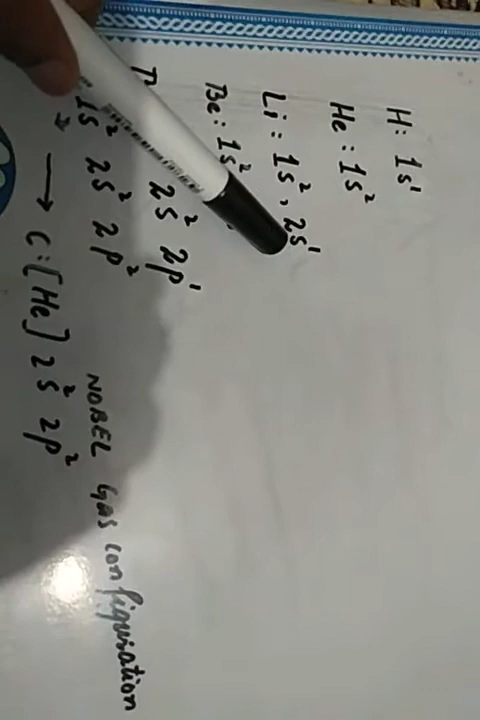 H: 1s¹
He: 1s²
Li: 1s², 2s¹
Be: 1s²
2s² 2p¹
1s² 2s² 2p²
NOBEL Gas configuration
→ C: [He] 2s² 2p²